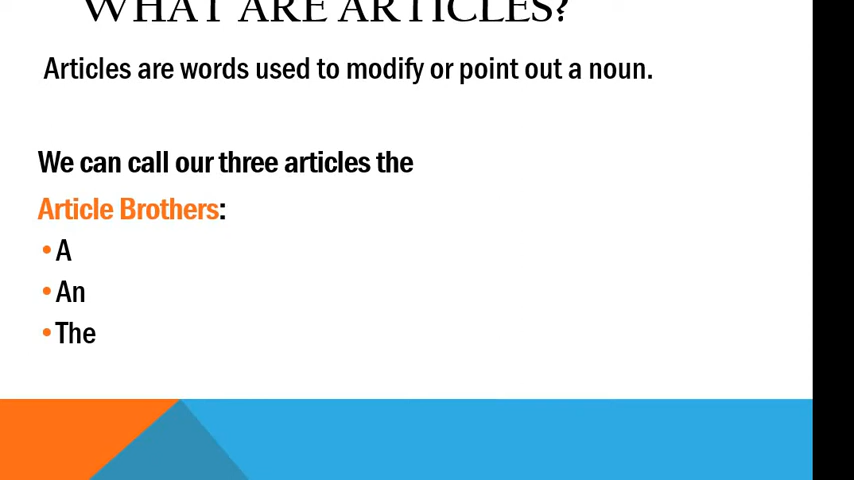 WHAT ARE ARTICLES?
Articles are words used to modify or point out a noun.
We can call our three articles the
Article Brothers:
• A
• An
• The